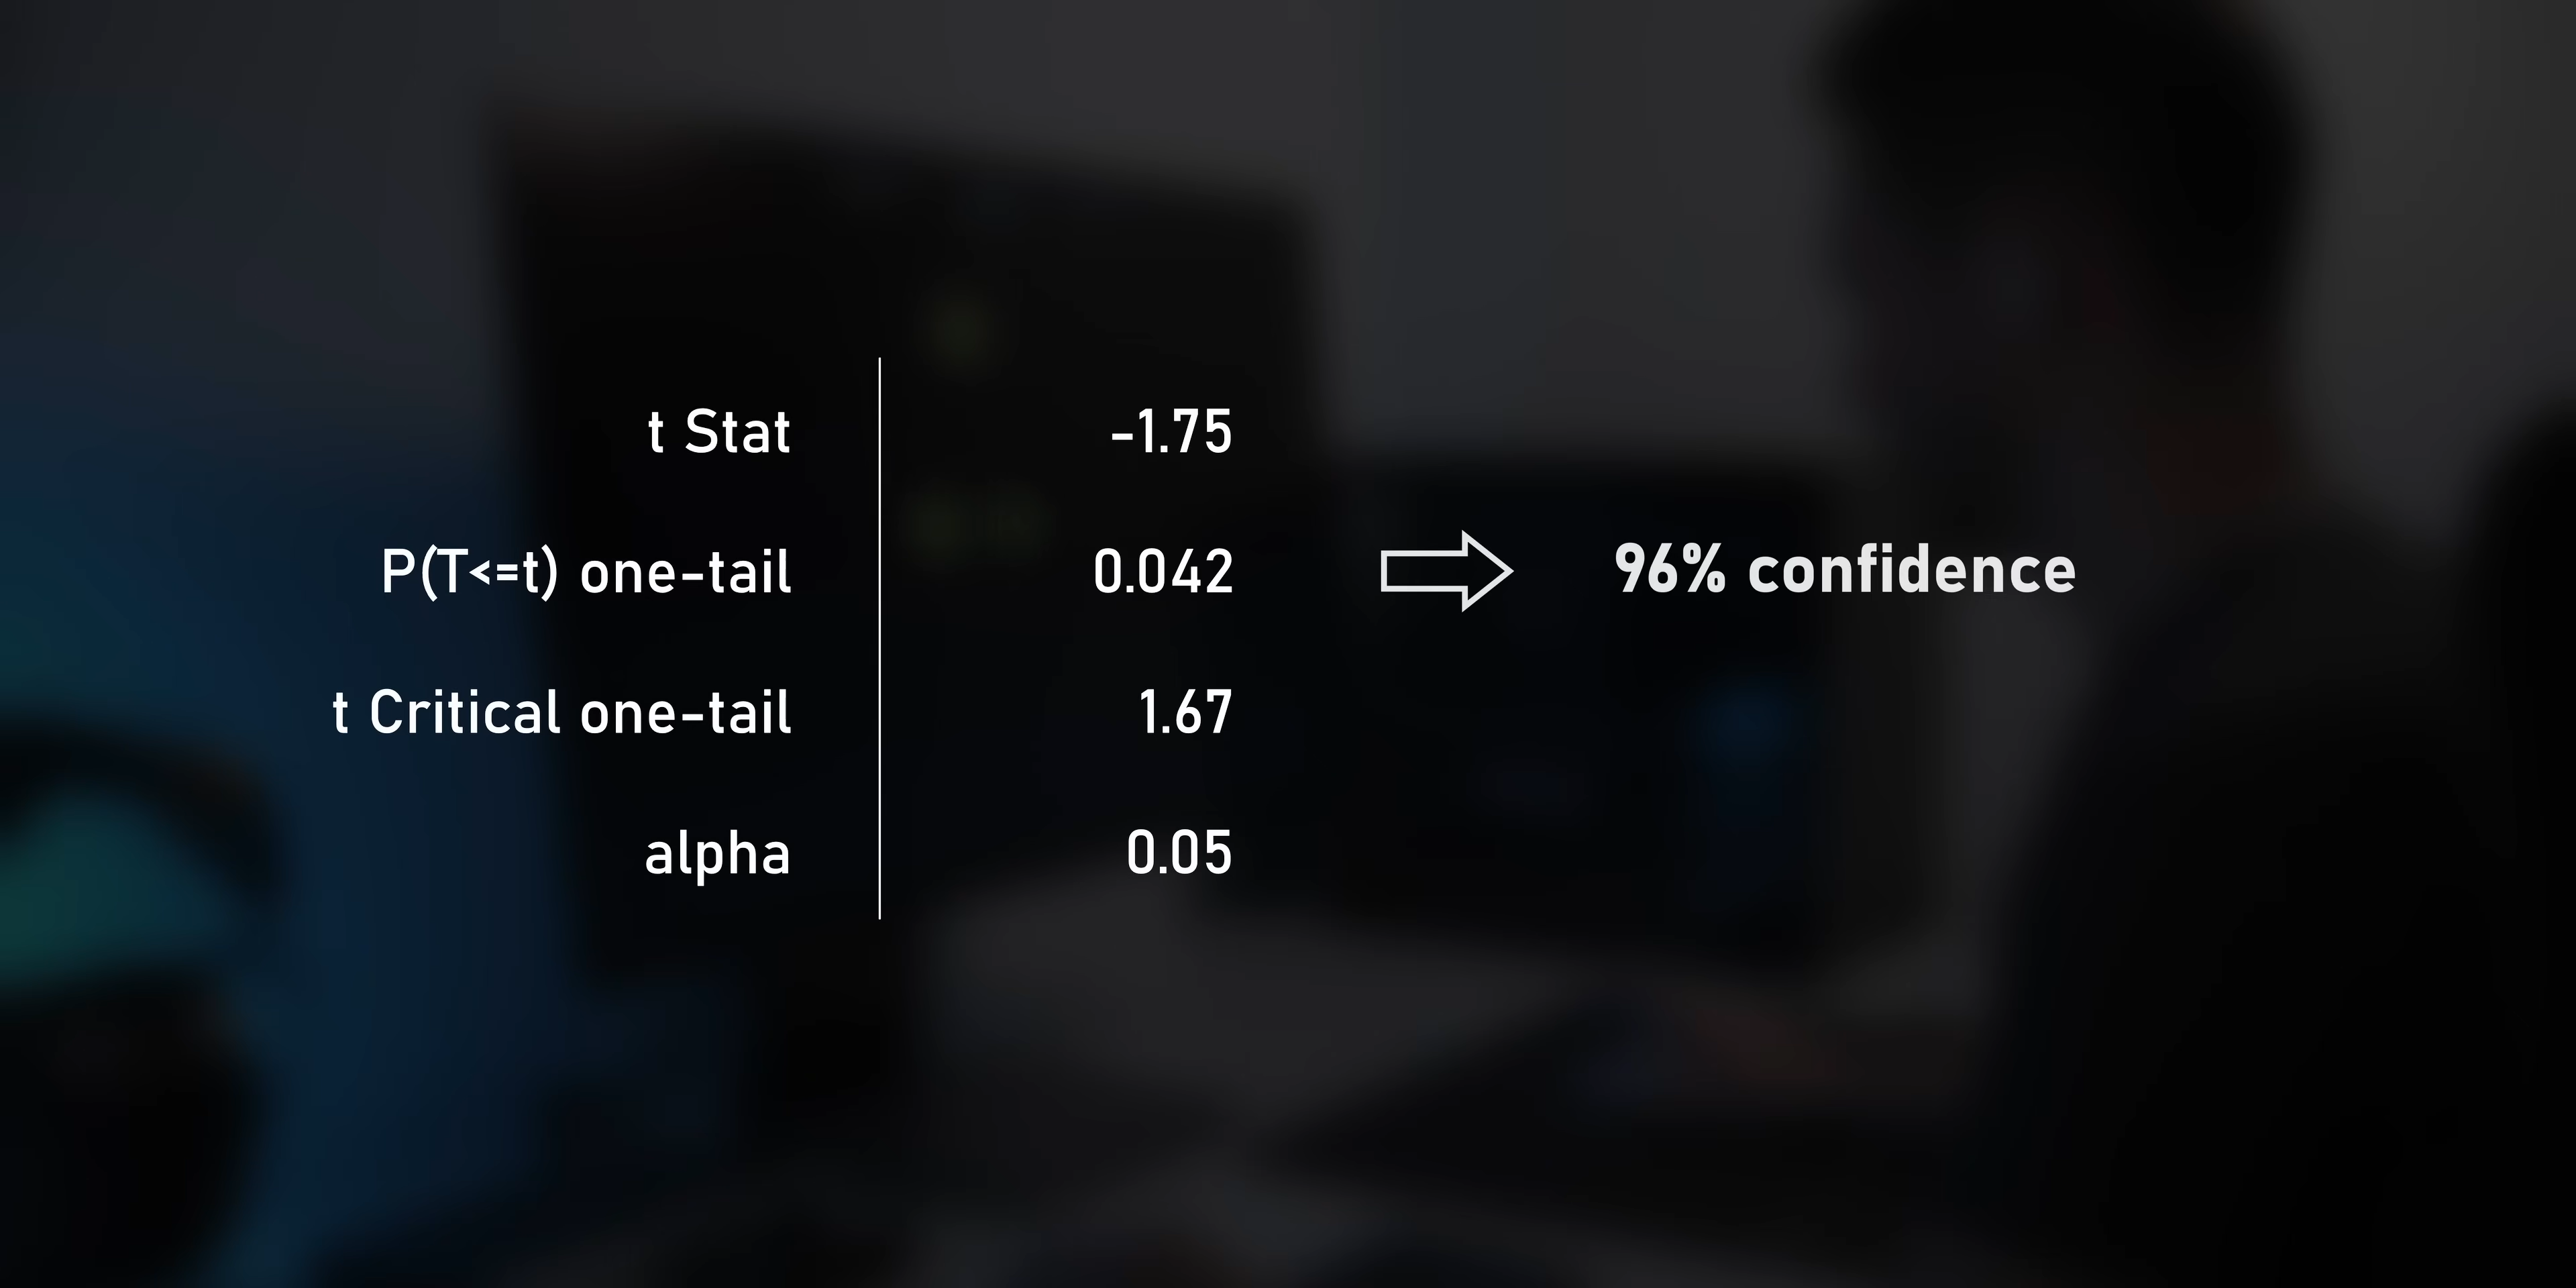 t Stat -1.75
P(T<=t) one-tail 0.042 96% confidence
t Critical one-tail 1.67
alpha 0.05